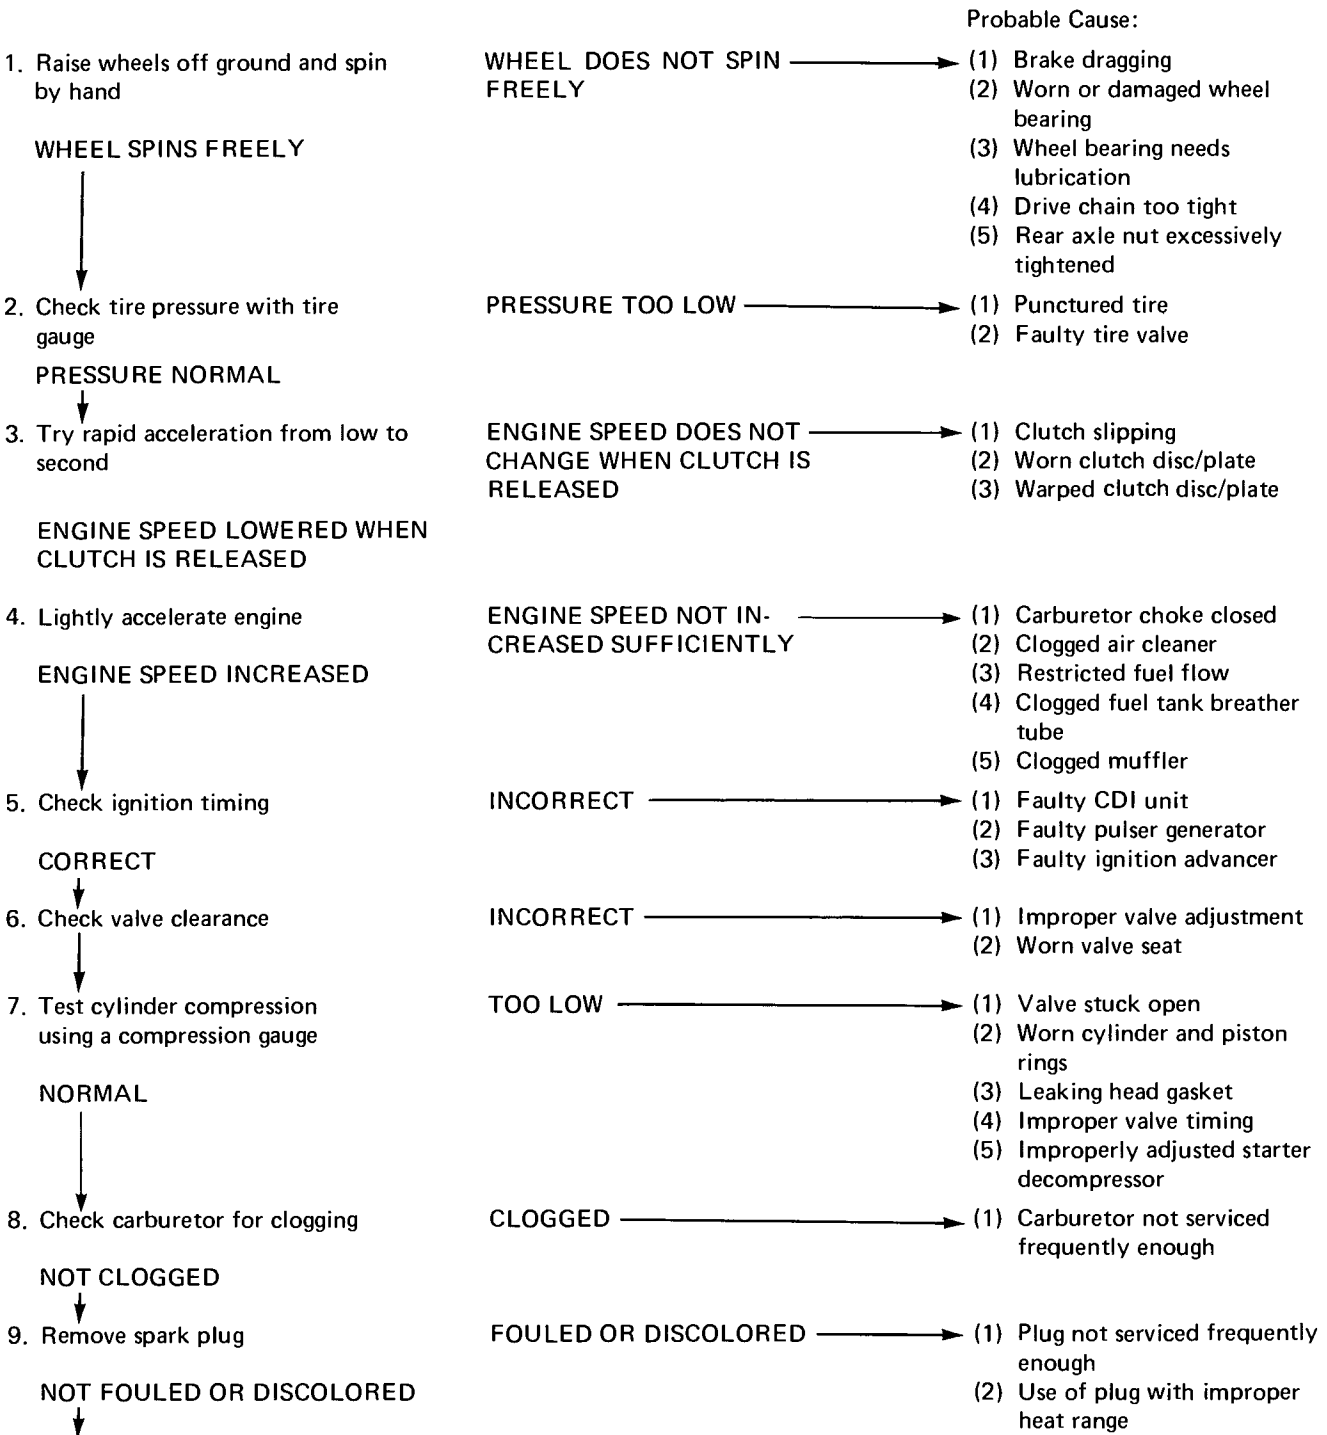 Probable Cause:
1. Raise wheels off ground and spin
by hand
WHEEL SPINS FREELY
WHEEL DOES NOT SPIN
FREELY
(1) Brake dragging
(2) Worn or damaged wheel
bearing
(3) Wheel bearing needs
lubrication
(4) Drive chain too tight
(5) Rear axle nut excessively
tightened
2. Check tire pressure with tire
gauge
PRESSURE NORMAL
PRESSURE TOO LOW
(1) Punctured tire
(2) Faulty tire valve
3. Try rapid acceleration from low to
second
ENGINE SPEED LOWERED WHEN
CLUTCH IS RELEASED
ENGINE SPEED DOES NOT
CHANGE WHEN CLUTCH IS
RELEASED
(1) Clutch slipping
(2) Worn clutch disc/plate
(3) Warped clutch disc/plate
4. Lightly accelerate engine
ENGINE SPEED INCREASED
ENGINE SPEED NOT IN-
CREASED SUFFICIENTLY
(1) Carburetor choke closed
(2) Clogged air cleaner
(3) Restricted fuel flow
(4) Clogged fuel tank breather
tube
(5) Clogged muffler
5. Check ignition timing
CORRECT
INCORRECT
(1) Faulty CDI unit
(2) Faulty pulser generator
(3) Faulty ignition advancer
6. Check valve clearance
INCORRECT
(1) Improper valve adjustment
(2) Worn valve seat
7. Test cylinder compression
using a compression gauge
NORMAL
TOO LOW
(1) Valve stuck open
(2) Worn cylinder and piston
rings
(3) Leaking head gasket
(4) Improper valve timing
(5) Improperly adjusted starter
decompressor
8. Check carburetor for clogging
NOT CLOGGED
CLOGGED
(1) Carburetor not serviced
frequently enough
9. Remove spark plug
NOT FOULED OR DISCOLORED
FOULED OR DISCOLORED
(1) Plug not serviced frequently
enough
(2) Use of plug with improper
heat range